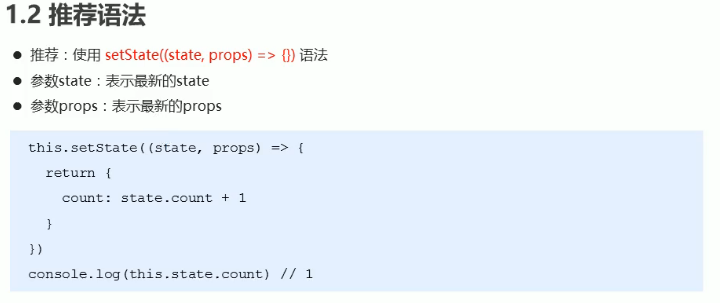 1.2 推荐语法
● 推荐：使用 setState((state, props) => {}) 语法
● 参数state：表示最新的state
● 参数props：表示最新的props
this.setState((state, props) => {
  return {
    count: state.count + 1
  }
})
console.log(this.state.count) // 1